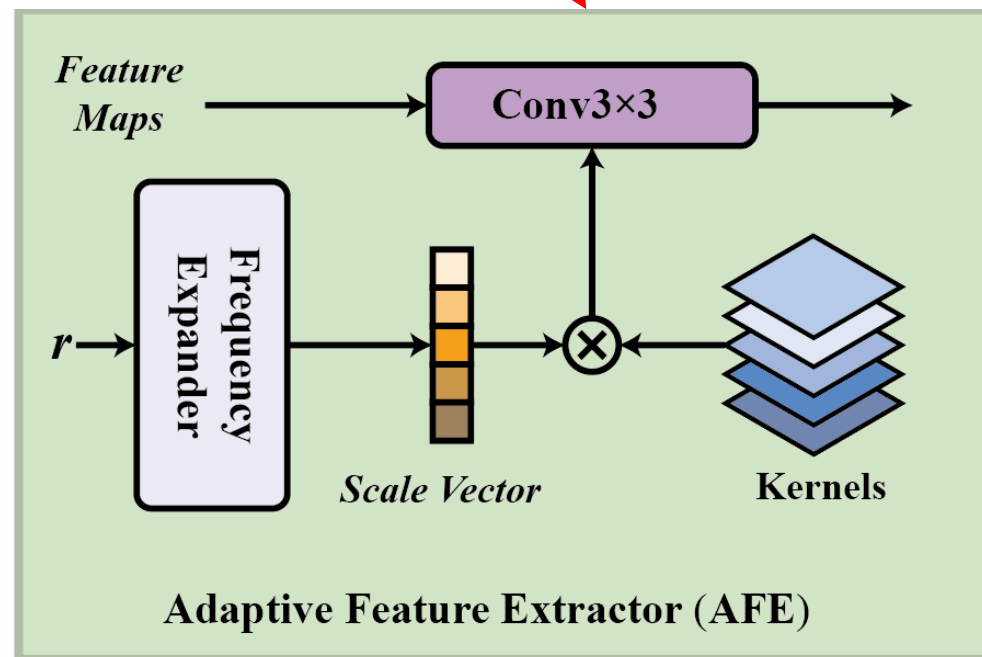 Feature
Maps
Conv3×3
r
Frequency
Expander
Scale Vector
Kernels
Adaptive Feature Extractor (AFE)